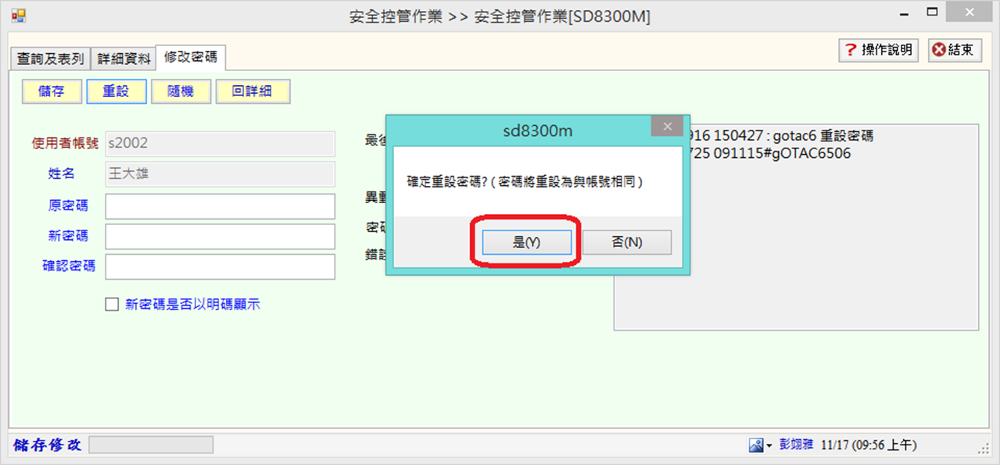 安全控管作業 >> 安全控管作業[SD8300M]
查詢及表列 詳細資料 修改密碼 ? 操作說明 結束
儲存 重設 隨機 回詳細
使用者帳號 s2002
姓名 王大雄
原密碼
新密碼
確認密碼
新密碼是否以明碼顯示
最後
異動
密碼
錯誤
sd8300m
確定重設密碼? ( 密碼將重設為與帳號相同 )
是(Y) 否(N)
916 150427 : gotac6 重設密碼
725 091115#gOTAC6506
儲存修改 彭翊雅 11/17 (09:56 上午)